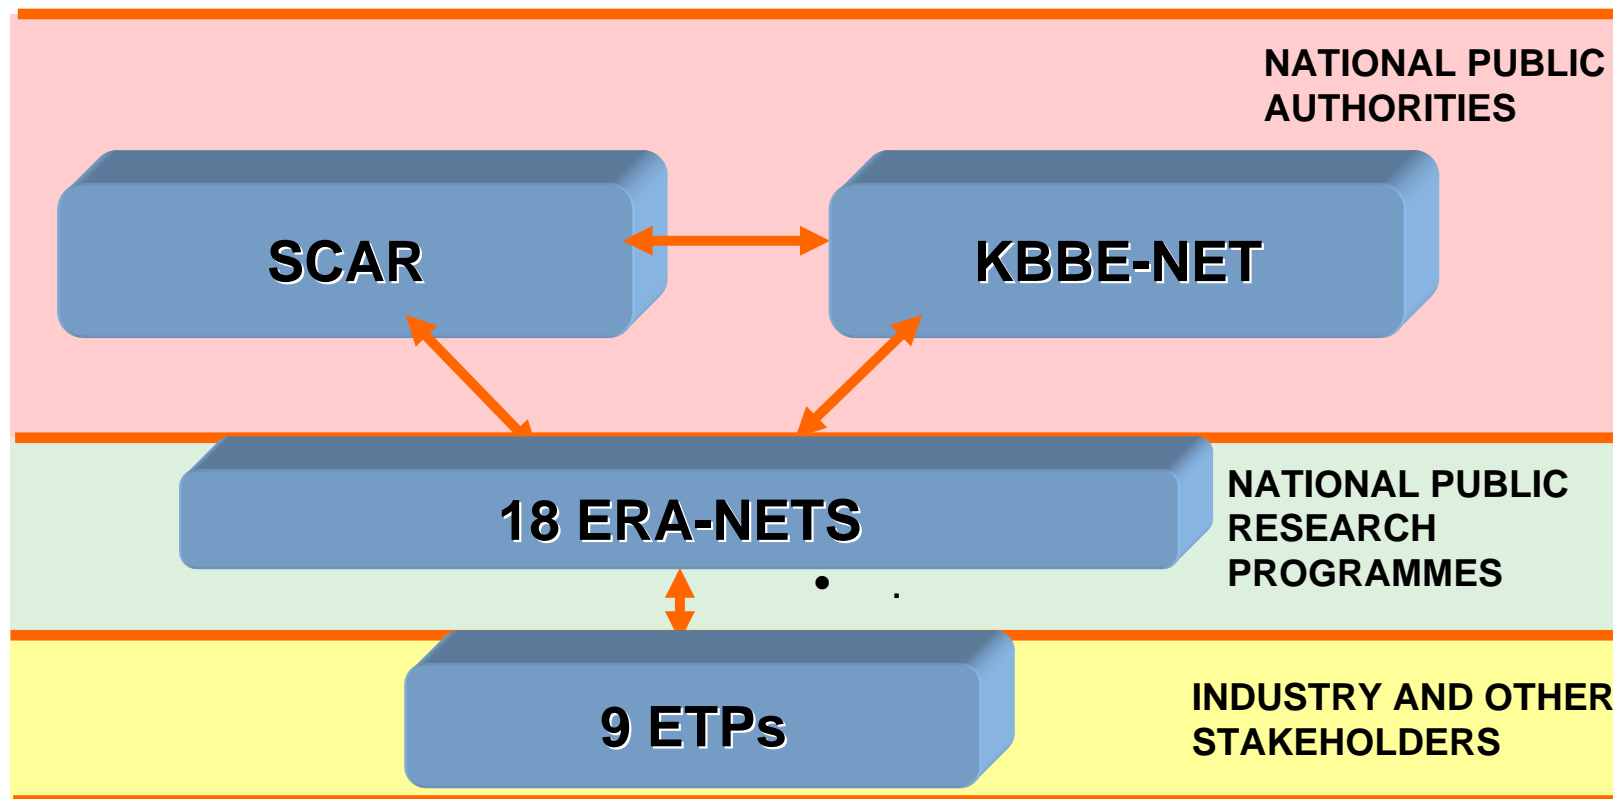 NATIONAL PUBLIC
AUTHORITIES
SCAR
KBBE-NET
18 ERA-NETS
NATIONAL PUBLIC
RESEARCH
PROGRAMMES
• .
9 ETPs
INDUSTRY AND OTHER
STAKEHOLDERS